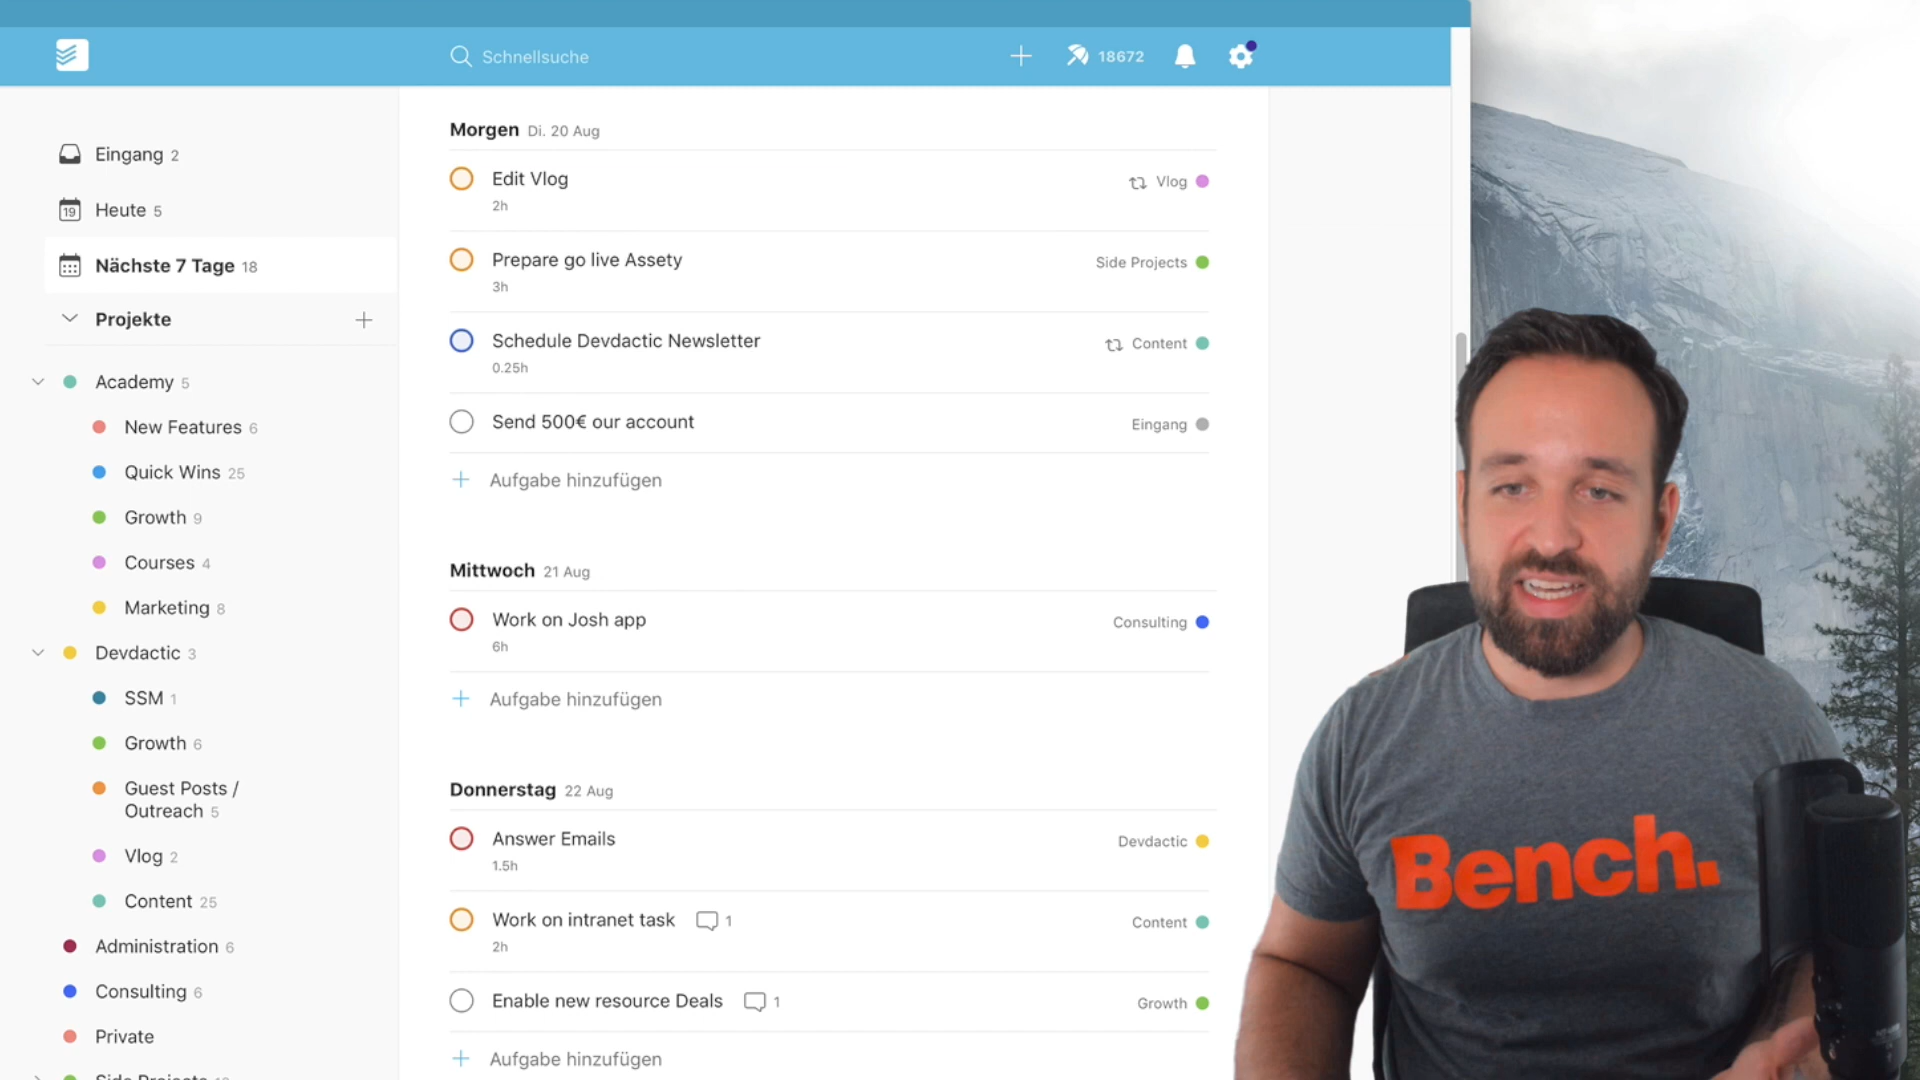 Schnellsuche
18672
Eingang 2
19
Heute 5
Nächste 7 Tage 18
Projekte
Academy 5
New Features 6
Quick Wins 25
Growth 9
Courses 4
Marketing 8
Devdactic 3
SSM 1
Growth 6
Guest Posts /
Outreach 5
Vlog 2
Content 25
Administration 6
Consulting 6
Private
Side Projects
Morgen Di. 20 Aug
Edit Vlog
Vlog
2h
Prepare go live Assety
Side Projects
3h
Schedule Devdactic Newsletter
Content
0.25h
Send 500€ our account
Eingang
Aufgabe hinzufügen
Mittwoch 21 Aug
Work on Josh app
Consulting
6h
Aufgabe hinzufügen
Donnerstag 22 Aug
Answer Emails
Devdactic
1.5h
Work on intranet task 1
Content
2h
Enable new resource Deals 1
Growth
Aufgabe hinzufügen
Bench.